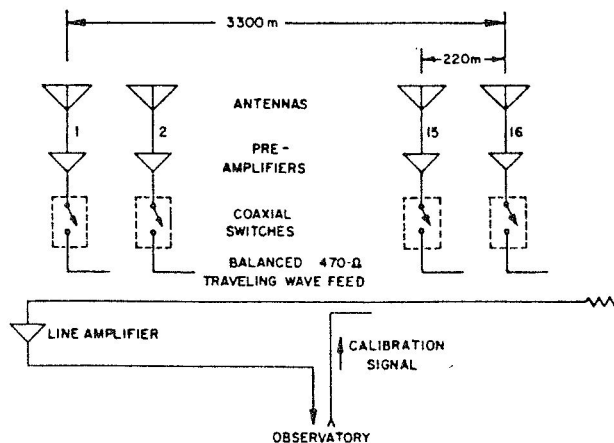 3300 m
220m
ANTENNAS
1
2
15
16
PRE-
AMPLIFIERS
COAXIAL
SWITCHES
BALANCED 470-Ω
TRAVELING WAVE FEED
LINE AMPLIFIER
CALIBRATION
SIGNAL
OBSERVATORY